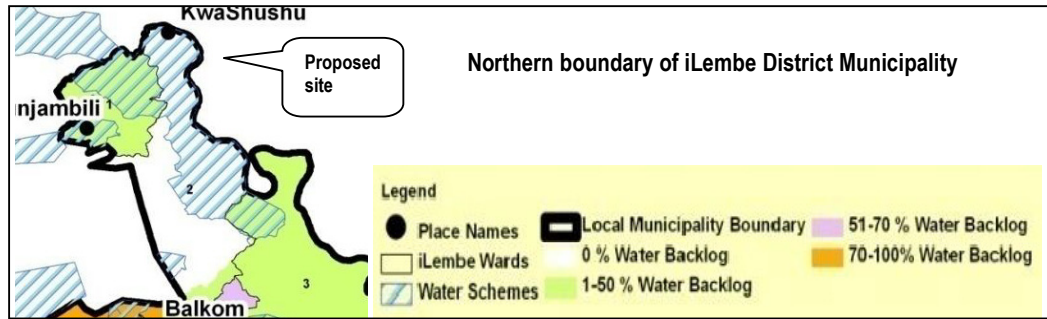 KwaShushu
Proposed
site
Northern boundary of iLembe District Municipality
njambili
1
2
3
Balkom
Legend
Place Names
iLembe Wards
Water Schemes
Local Municipality Boundary
0 % Water Backlog
1-50 % Water Backlog
51-70 % Water Backlog
70-100% Water Backlog